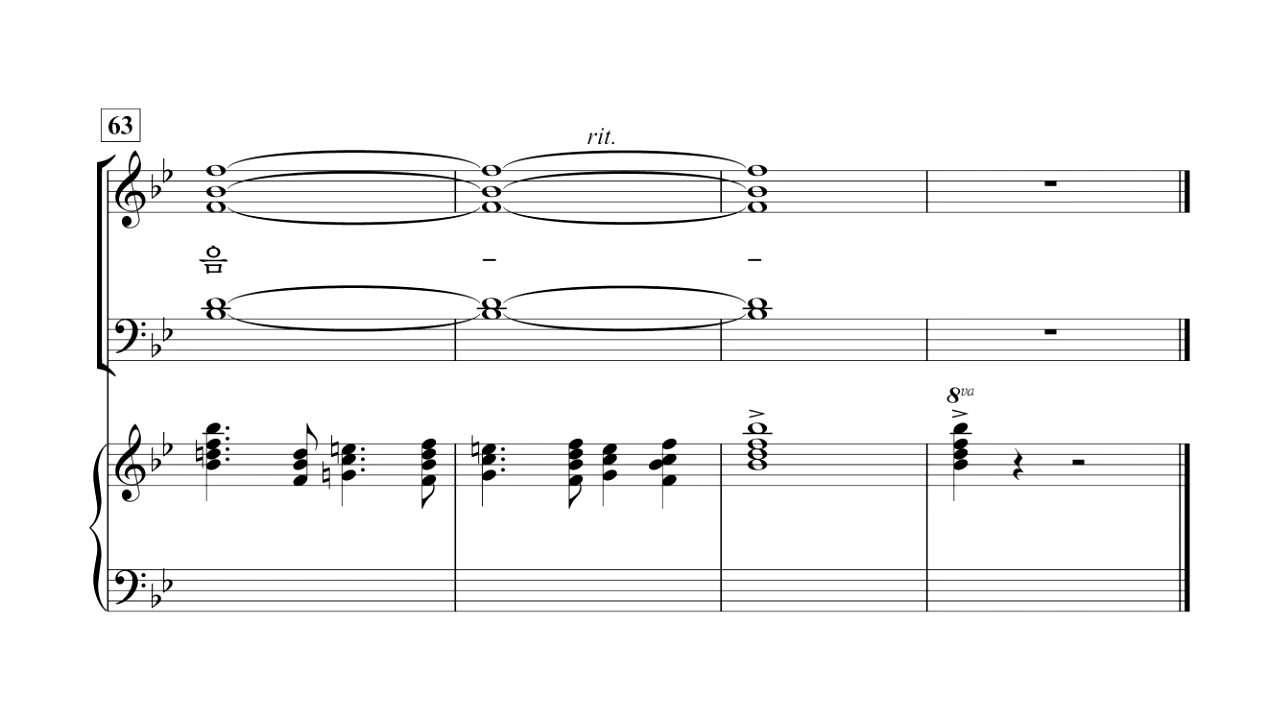 63
rit.
음 – –
8va